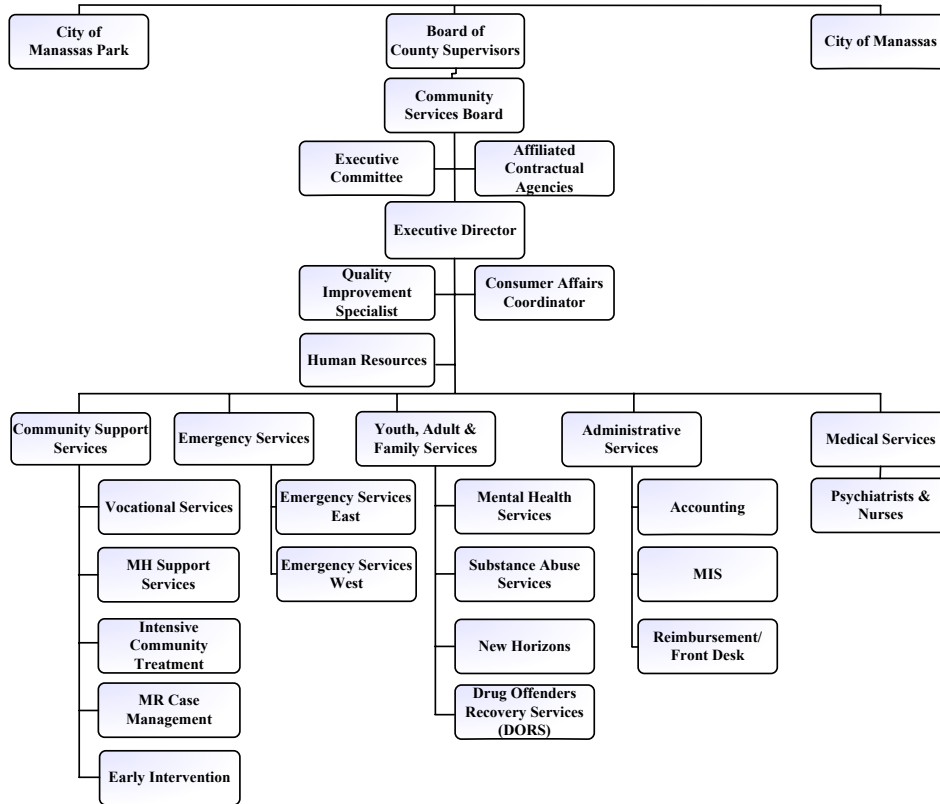 City of
Manassas Park
Board of
County Supervisors
City of Manassas
Community
Services Board
Executive
Committee
Affiliated
Contractual
Agencies
Executive Director
Quality
Improvement
Specialist
Consumer Affairs
Coordinator
Human Resources
Community Support
Services
Emergency Services
Youth, Adult &
Family Services
Administrative
Services
Medical Services
Vocational Services
MH Support
Services
Intensive
Community
Treatment
MR Case
Management
Early Intervention
Emergency Services
East
Emergency Services
West
Mental Health
Services
Substance Abuse
Services
New Horizons
Drug Offenders
Recovery Services
(DORS)
Accounting
MIS
Reimbursement/
Front Desk
Psychiatrists &
Nurses